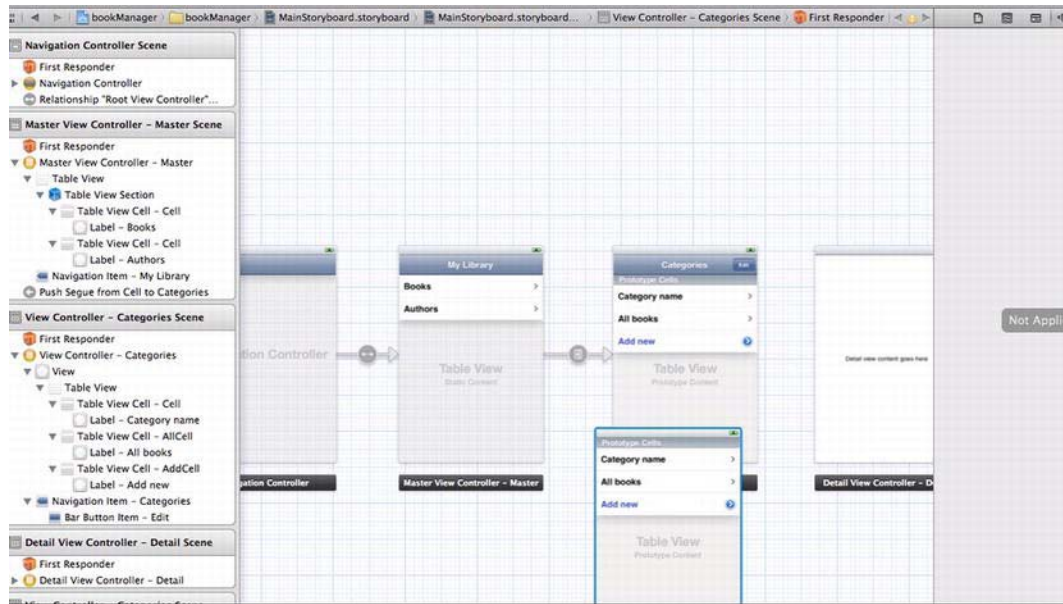 bookManager
bookManager
MainStoryboard.storyboard
MainStoryboard.storyboard...
View Controller - Categories Scene
First Responder
Navigation Controller Scene
First Responder
Navigation Controller
Relationship "Root View Controller"...
Master View Controller - Master Scene
First Responder
Master View Controller - Master
Table View
Table View Section
Table View Cell - Cell
Label - Books
Table View Cell - Cell
Label - Authors
Navigation Item - My Library
Push Segue from Cell to Categories
View Controller - Categories Scene
First Responder
View Controller - Categories
View
Table View
Table View Cell - Cell
Label - Category name
Table View Cell - AllCell
Label - All books
Table View Cell - AddCell
Label - Add new
Navigation Item - Categories
Bar Button Item - Edit
Detail View Controller - Detail Scene
First Responder
Detail View Controller - Detail
tion Controller
gation Controller
My Library
Books
Authors
Table View
Static Content
Master View Controller - Master
Categories
Edit
Prototype Cells
Category name
All books
Add new
Table View
Prototype Content
Prototype Cells
Category name
All books
Add new
Table View
Prototype Content
Detail view content goes here
Detail View Controller - D
Not Appli